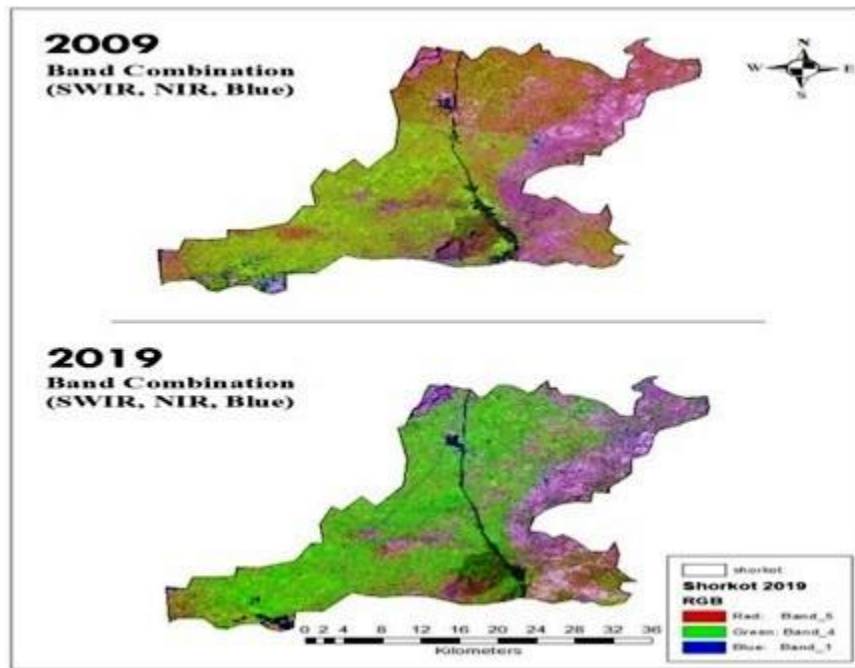 2009
Band Combination
(SWIR, NIR, Blue)
N
W E
S
2019
Band Combination
(SWIR, NIR, Blue)
shorkot
Shorkot 2019
RGB
Red: Band_5
Green: Band_4
Blue: Band_1
0 2 4 8 12 16 20 24 28 32 36
Kilometers